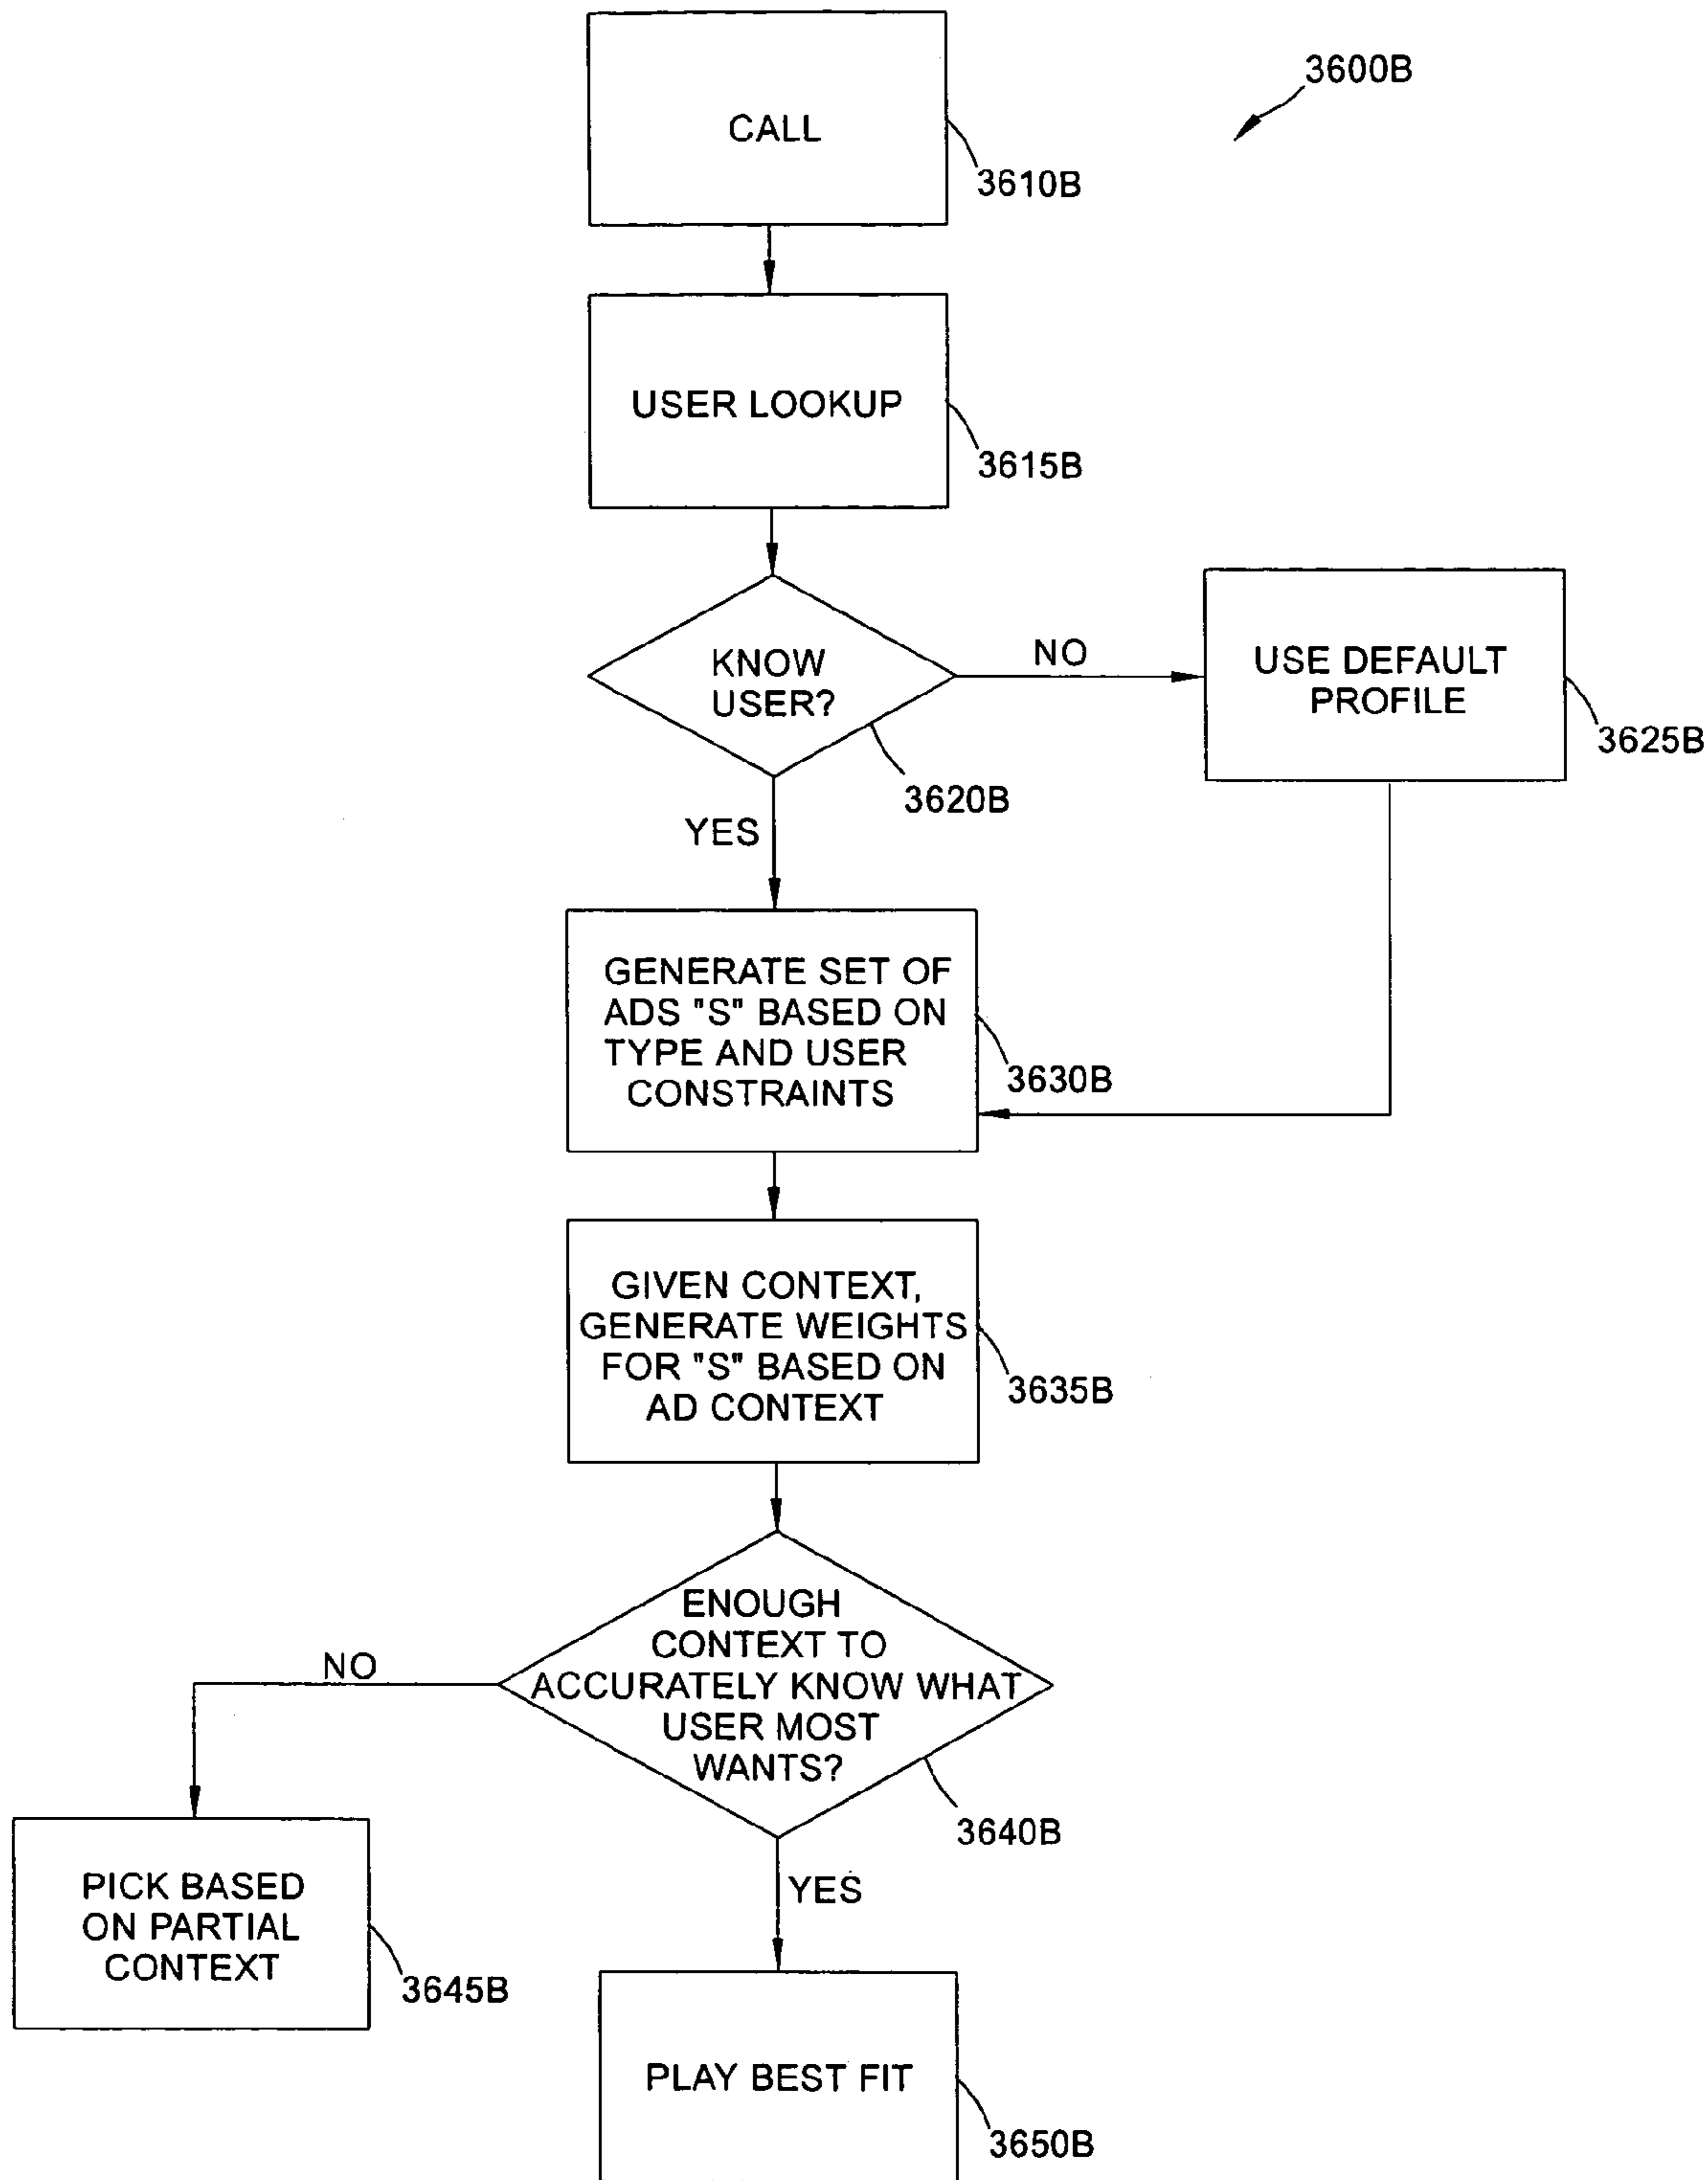 3600B
CALL
3610B
USER LOOKUP
3615B
KNOW
USER?
NO
USE DEFAULT
PROFILE
3625B
3620B
YES
GENERATE SET OF
ADS "S" BASED ON
TYPE AND USER
CONSTRAINTS
3630B
GIVEN CONTEXT,
GENERATE WEIGHTS
FOR "S" BASED ON
AD CONTEXT
3635B
ENOUGH
CONTEXT TO
ACCURATELY KNOW WHAT
USER MOST
WANTS?
NO
3640B
YES
PICK BASED
ON PARTIAL
CONTEXT
3645B
PLAY BEST FIT
3650B